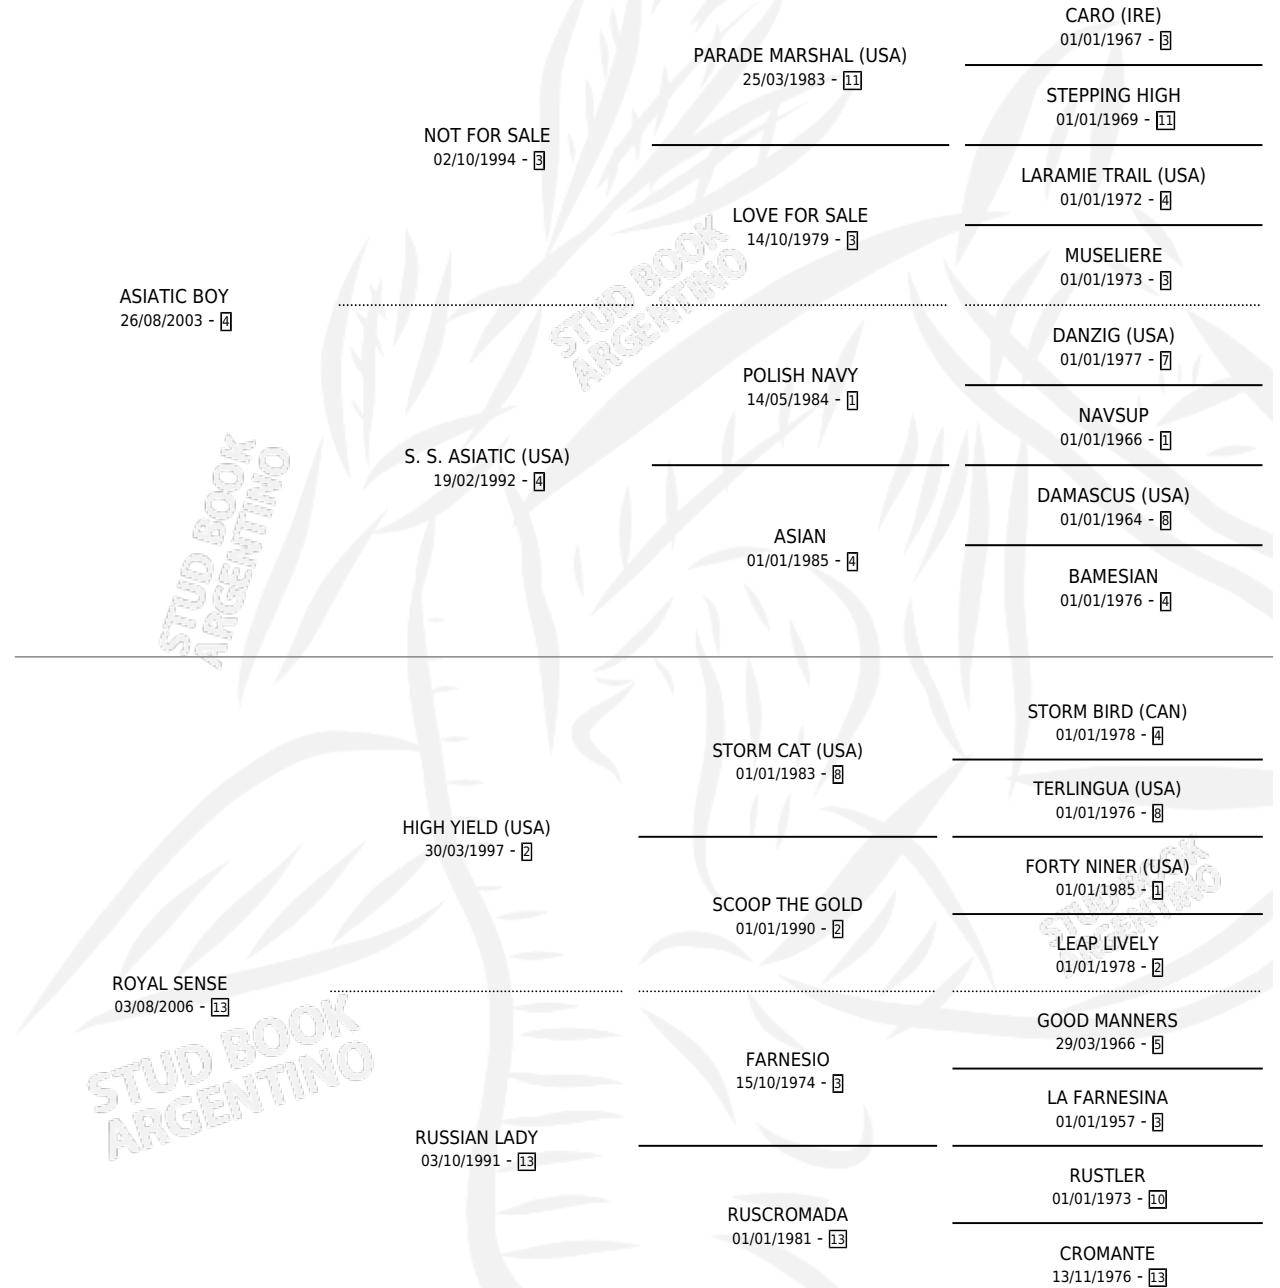 CARO (IRE)
01/01/1967 - 3
PARADE MARSHAL (USA)
25/03/1983 - 11
STEPPING HIGH
01/01/1969 - 11
NOT FOR SALE
02/10/1994 - 3
LARAMIE TRAIL (USA)
01/01/1972 - 4
LOVE FOR SALE
14/10/1979 - 3
MUSELIERE
01/01/1973 - 3
ASIATIC BOY
26/08/2003 - 4
STUD BOOK
ARGENTINO
DANZIG (USA)
01/01/1977 - 7
POLISH NAVY
14/05/1984 - 1
NAVSUP
01/01/1966 - 1
S. S. ASIATIC (USA)
19/02/1992 - 4
DAMASCUS (USA)
01/01/1964 - 8
ASIAN
01/01/1985 - 4
BAMESIAN
01/01/1976 - 4
STUD BOOK
ARGENTINO
STORM BIRD (CAN)
01/01/1978 - 4
STORM CAT (USA)
01/01/1983 - 8
TERLINGUA (USA)
01/01/1976 - 8
HIGH YIELD (USA)
30/03/1997 - 2
FORTY NINER (USA)
01/01/1985 - 1
SCOOP THE GOLD
01/01/1990 - 2
STUD BOOK
ARGENTINO
LEAP LIVELY
01/01/1978 - 2
ROYAL SENSE
03/08/2006 - 13
GOOD MANNERS
29/03/1966 - 5
FARNESIO
15/10/1974 - 3
STUD BOOK
ARGENTINO
LA FARNESINA
01/01/1957 - 3
RUSSIAN LADY
03/10/1991 - 13
RUSTLER
01/01/1973 - 10
RUSCROMADA
01/01/1981 - 13
CROMANTE
13/11/1976 - 13